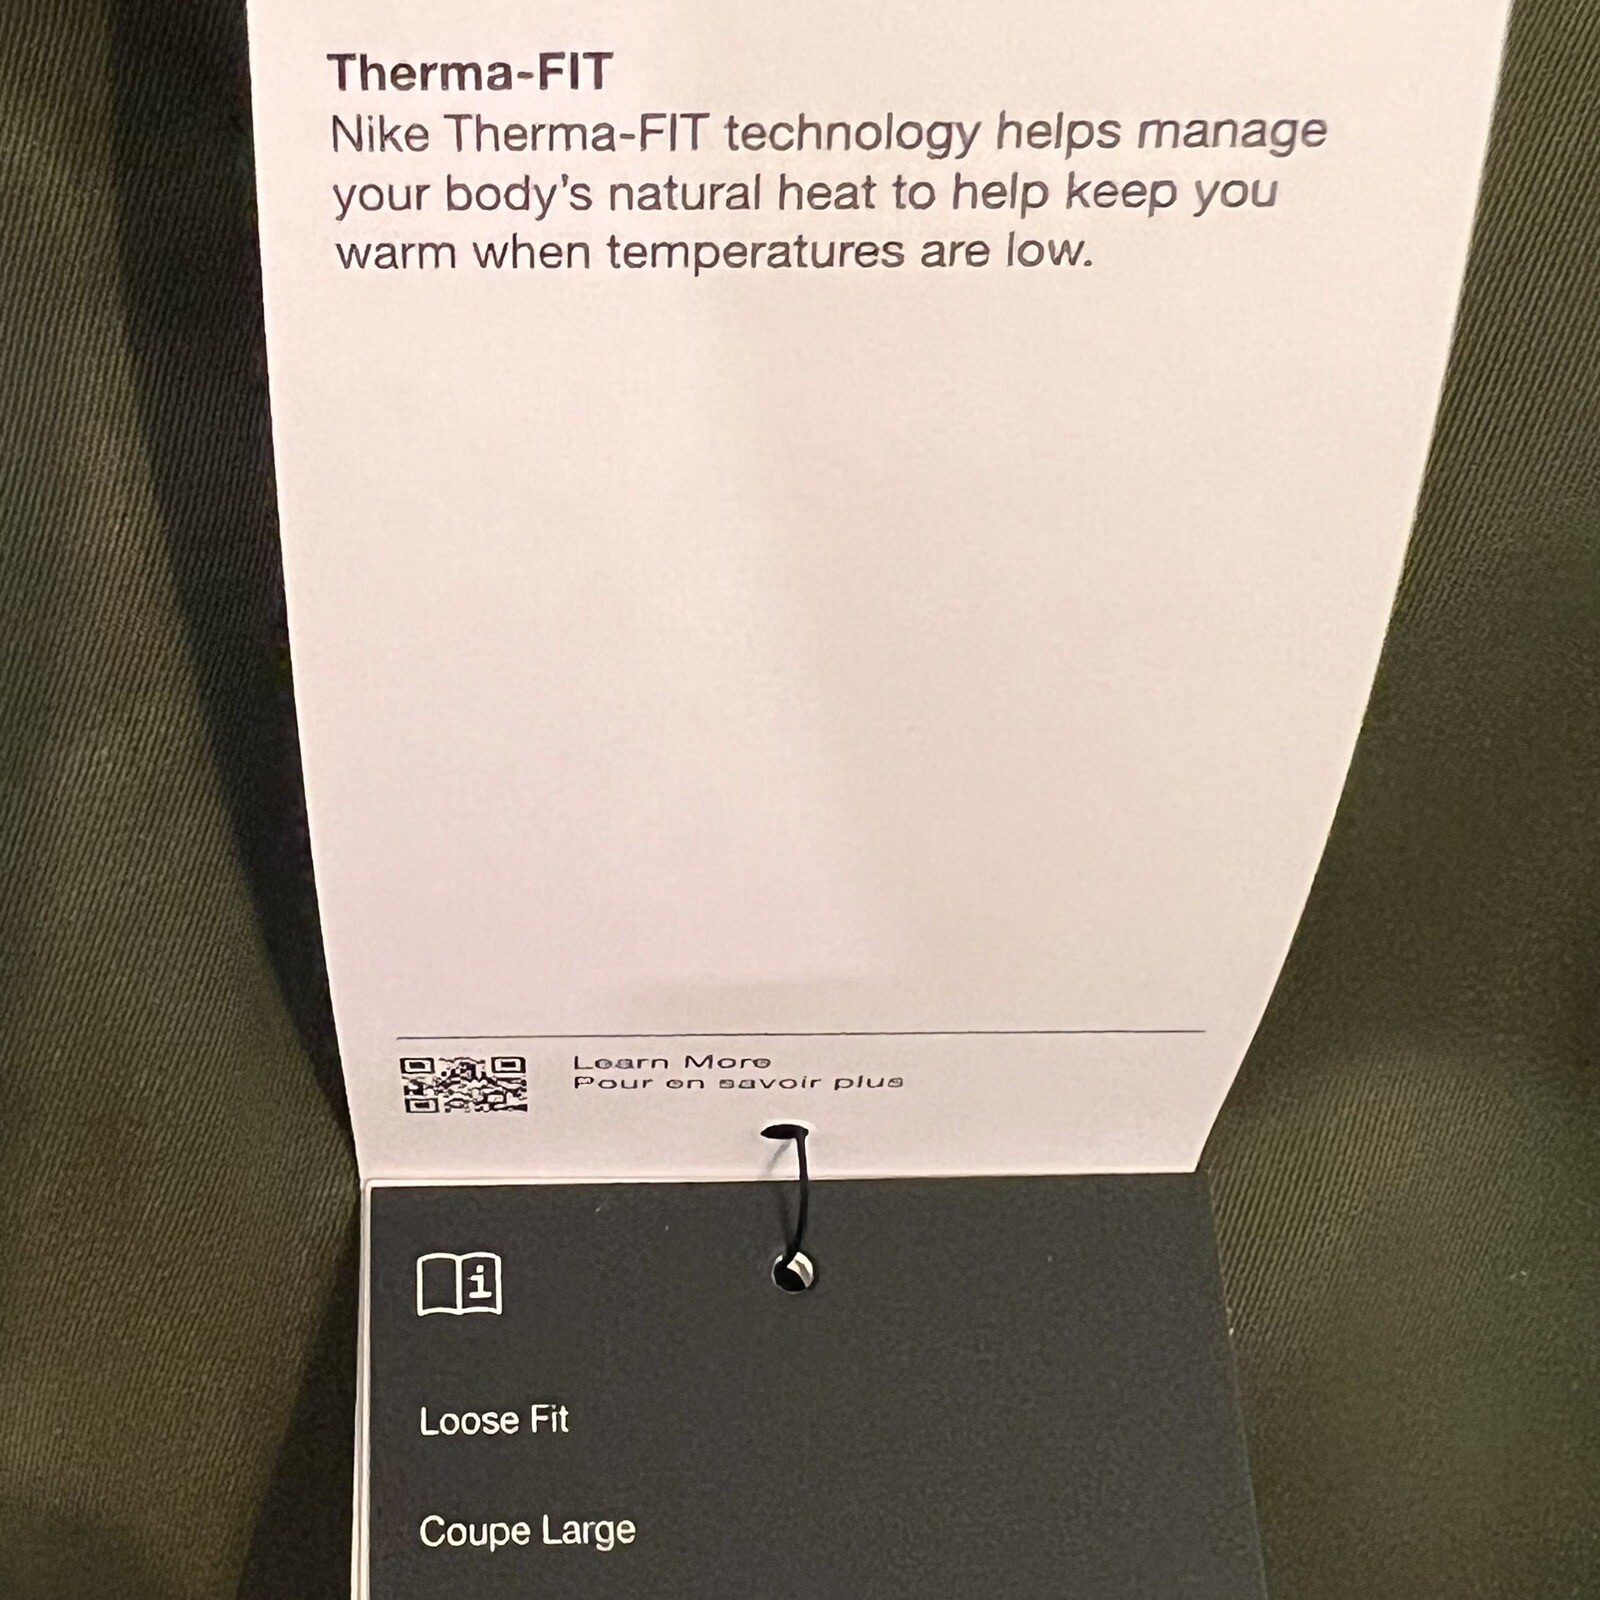 Therma-FIT
Nike Therma-FIT technology helps manage
your body's natural heat to help keep you
warm when temperatures are low.
Learn More
Pour en savoir plus
i
Loose Fit
Coupe Large